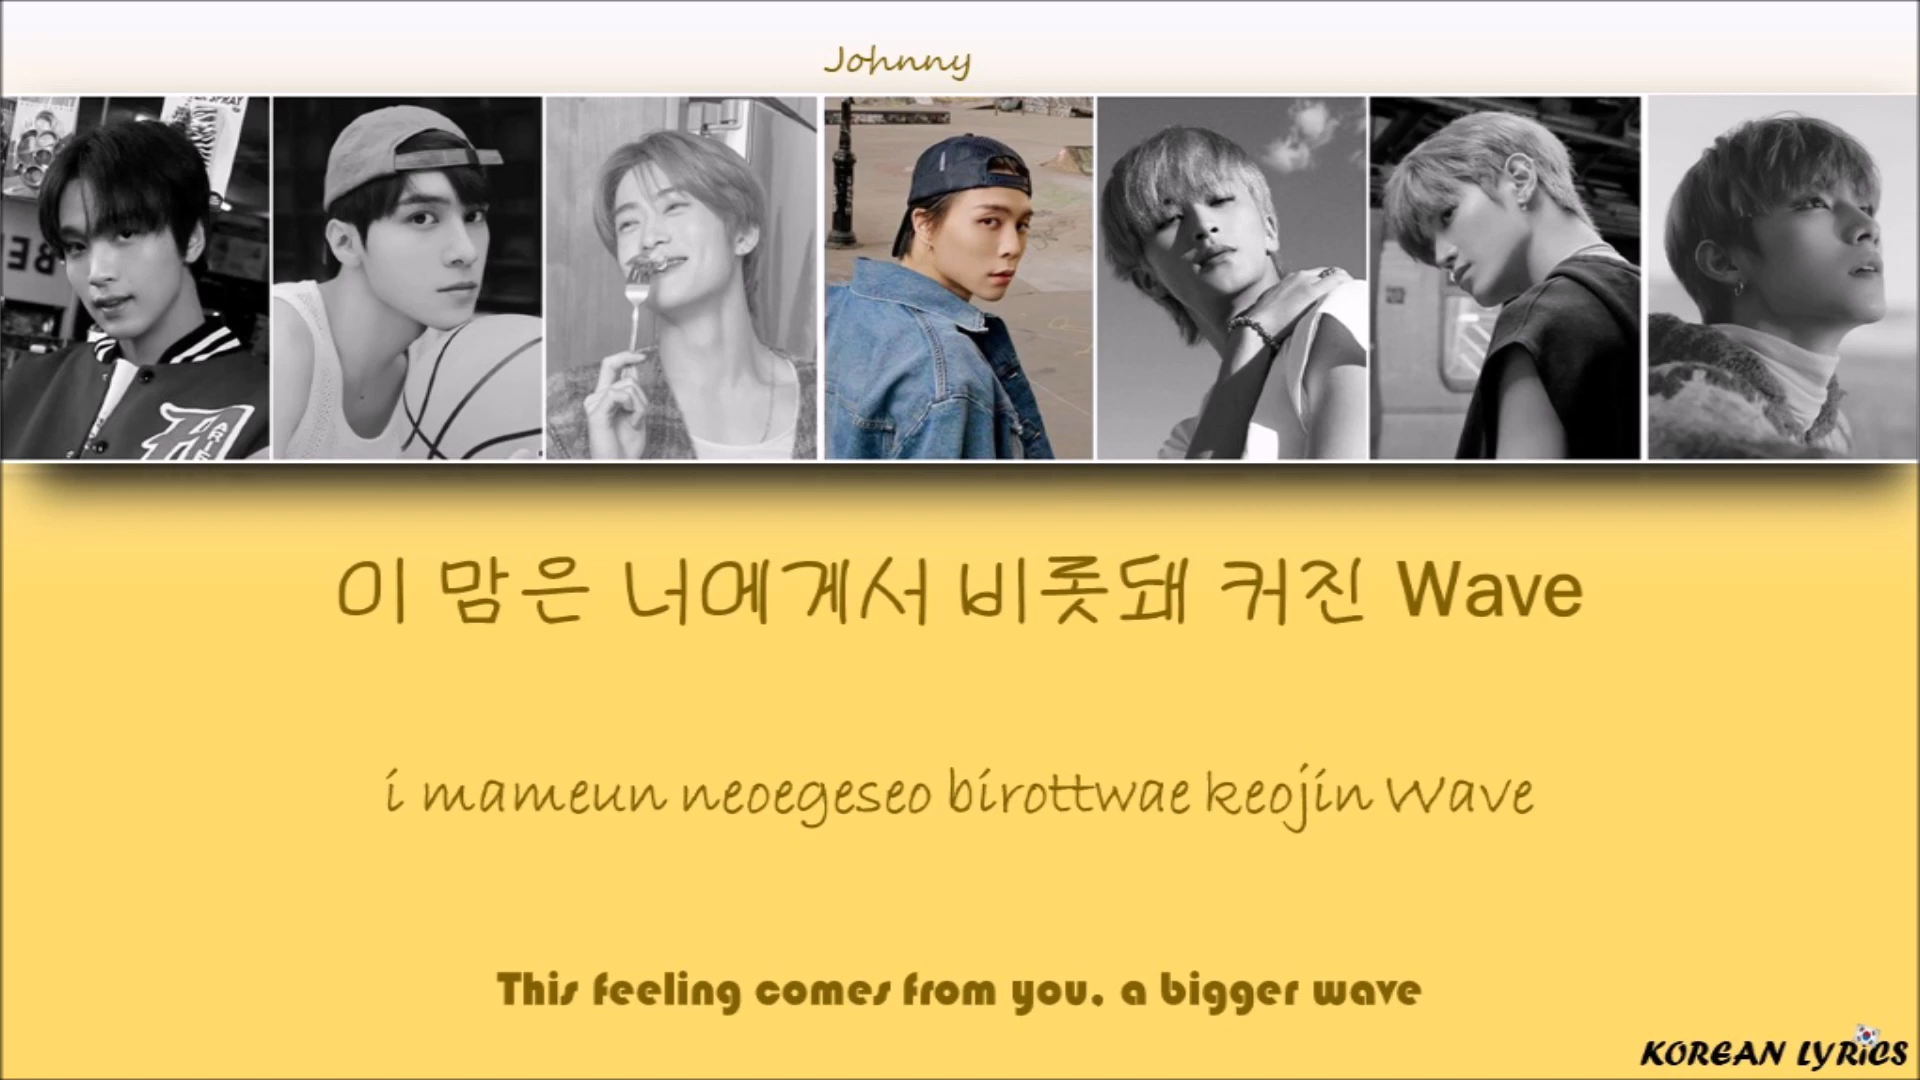 Johnny
이 맘은 너에게서 비롯돼 커진 Wave
i mameun neoegeseo birottwae keojin Wave
This feeling comes from you, a bigger wave
KOREAN LYRICS